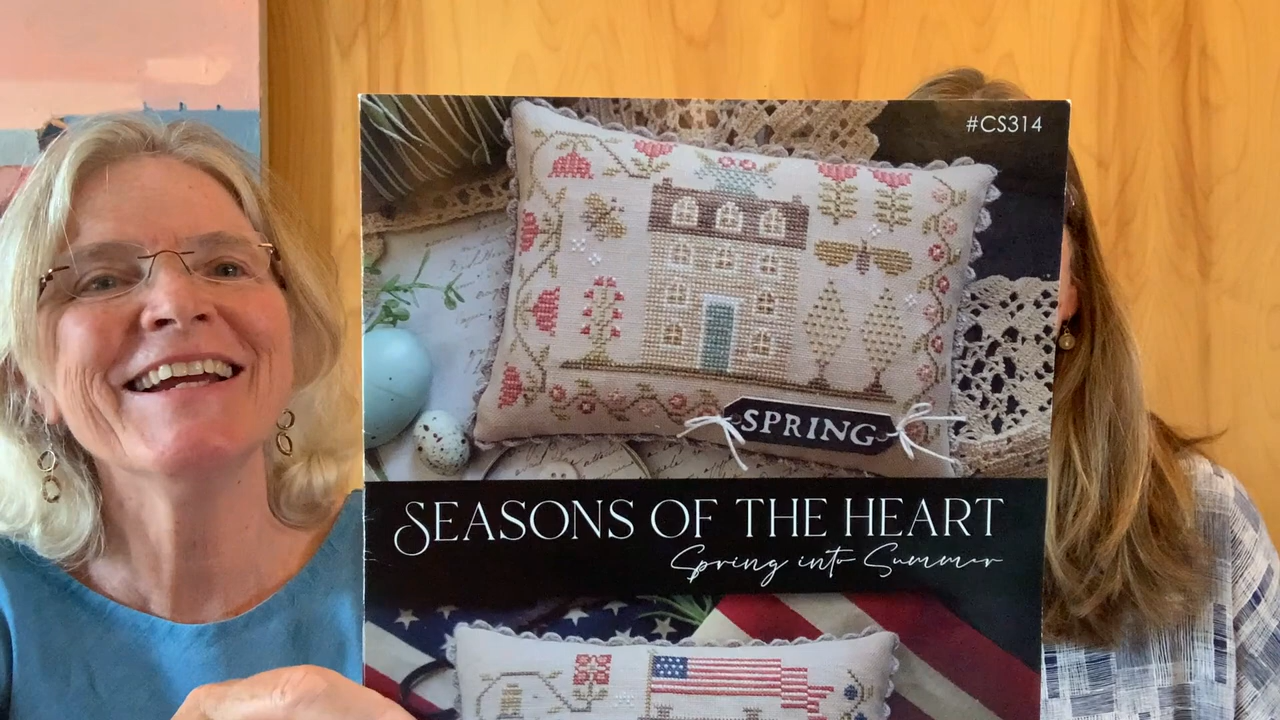 #CS314
SPRING
SEASONS OF THE HEART
Spring into Summer